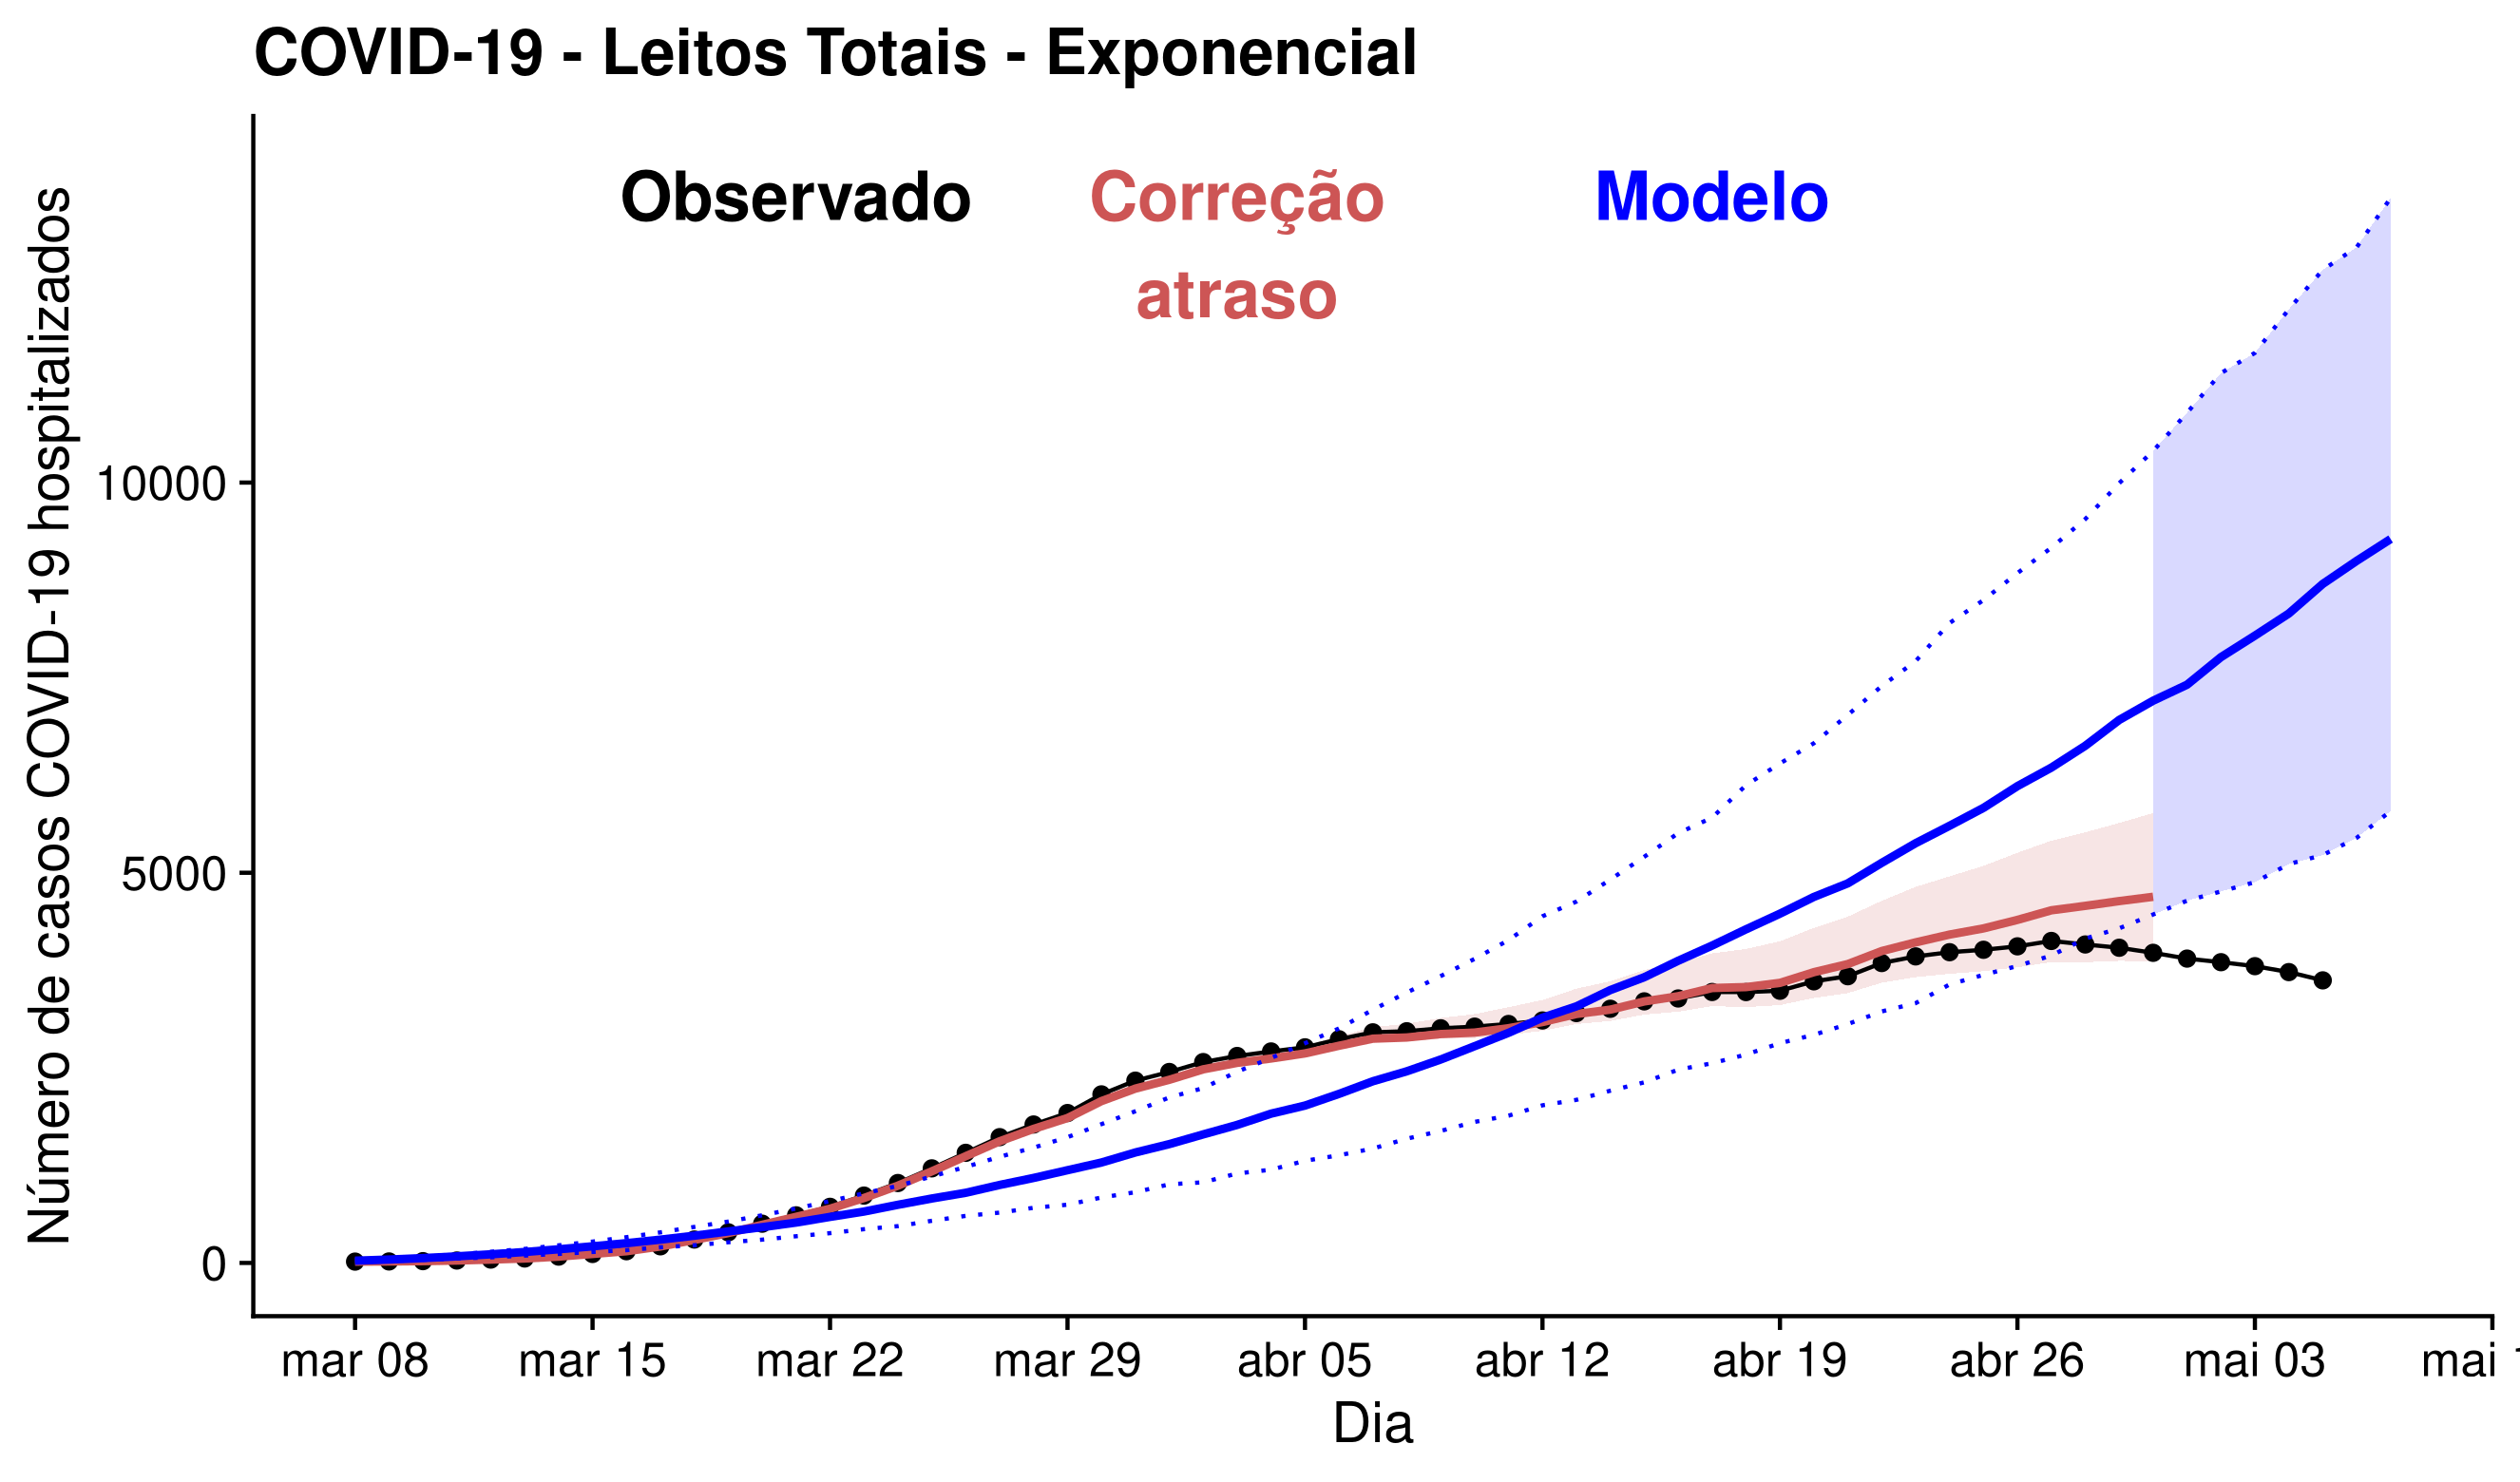 COVID-19 - Leitos Totais - Exponencial
Observado
Correção
atraso
Modelo
Número de casos COVID-19 hospitalizados
10000
5000
0
mar 08 mar 15 mar 22 mar 29 abr 05 abr 12 abr 19 abr 26 mai 03 mai
Dia